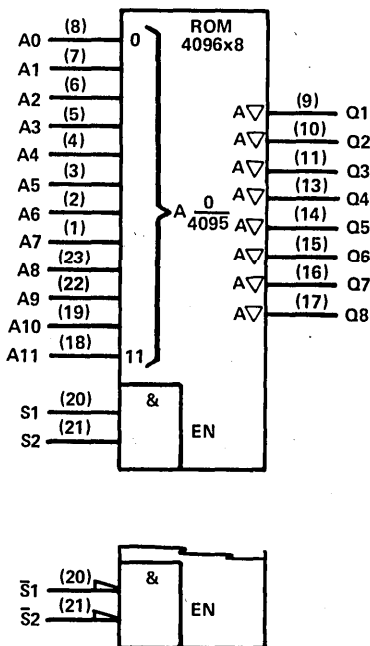 ROM
4096x8
A0 (8) 0
A1 (7)
A2 (6)
A3 (5)
A4 (4)
A5 (3)
A6 (2)
A7 (1)
A8 (23)
A9 (22)
A10 (19)
A11 (18) 11
A 0
4095
A▽ (9) Q1
A▽ (10) Q2
A▽ (11) Q3
A▽ (13) Q4
A▽ (14) Q5
A▽ (15) Q6
A▽ (16) Q7
A▽ (17) Q8
S1 (20) &
S2 (21) EN
S̅1 (20) &
S̅2 (21) EN